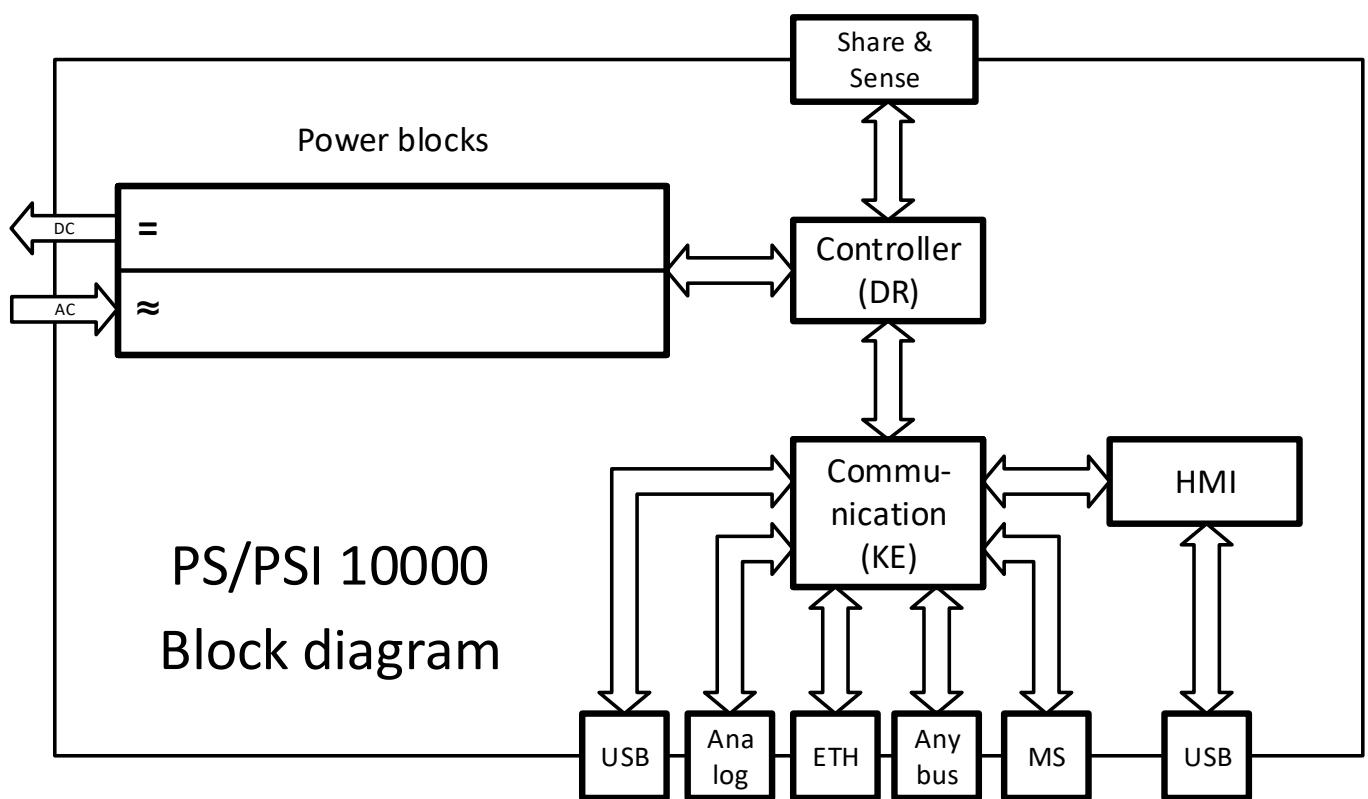 Share &
Sense
Power blocks
DC
=
Controller
(DR)
AC
≈
Commu-
nication
(KE)
HMI
PS/PSI 10000
Block diagram
USB
Ana
log
ETH
Any
bus
MS
USB